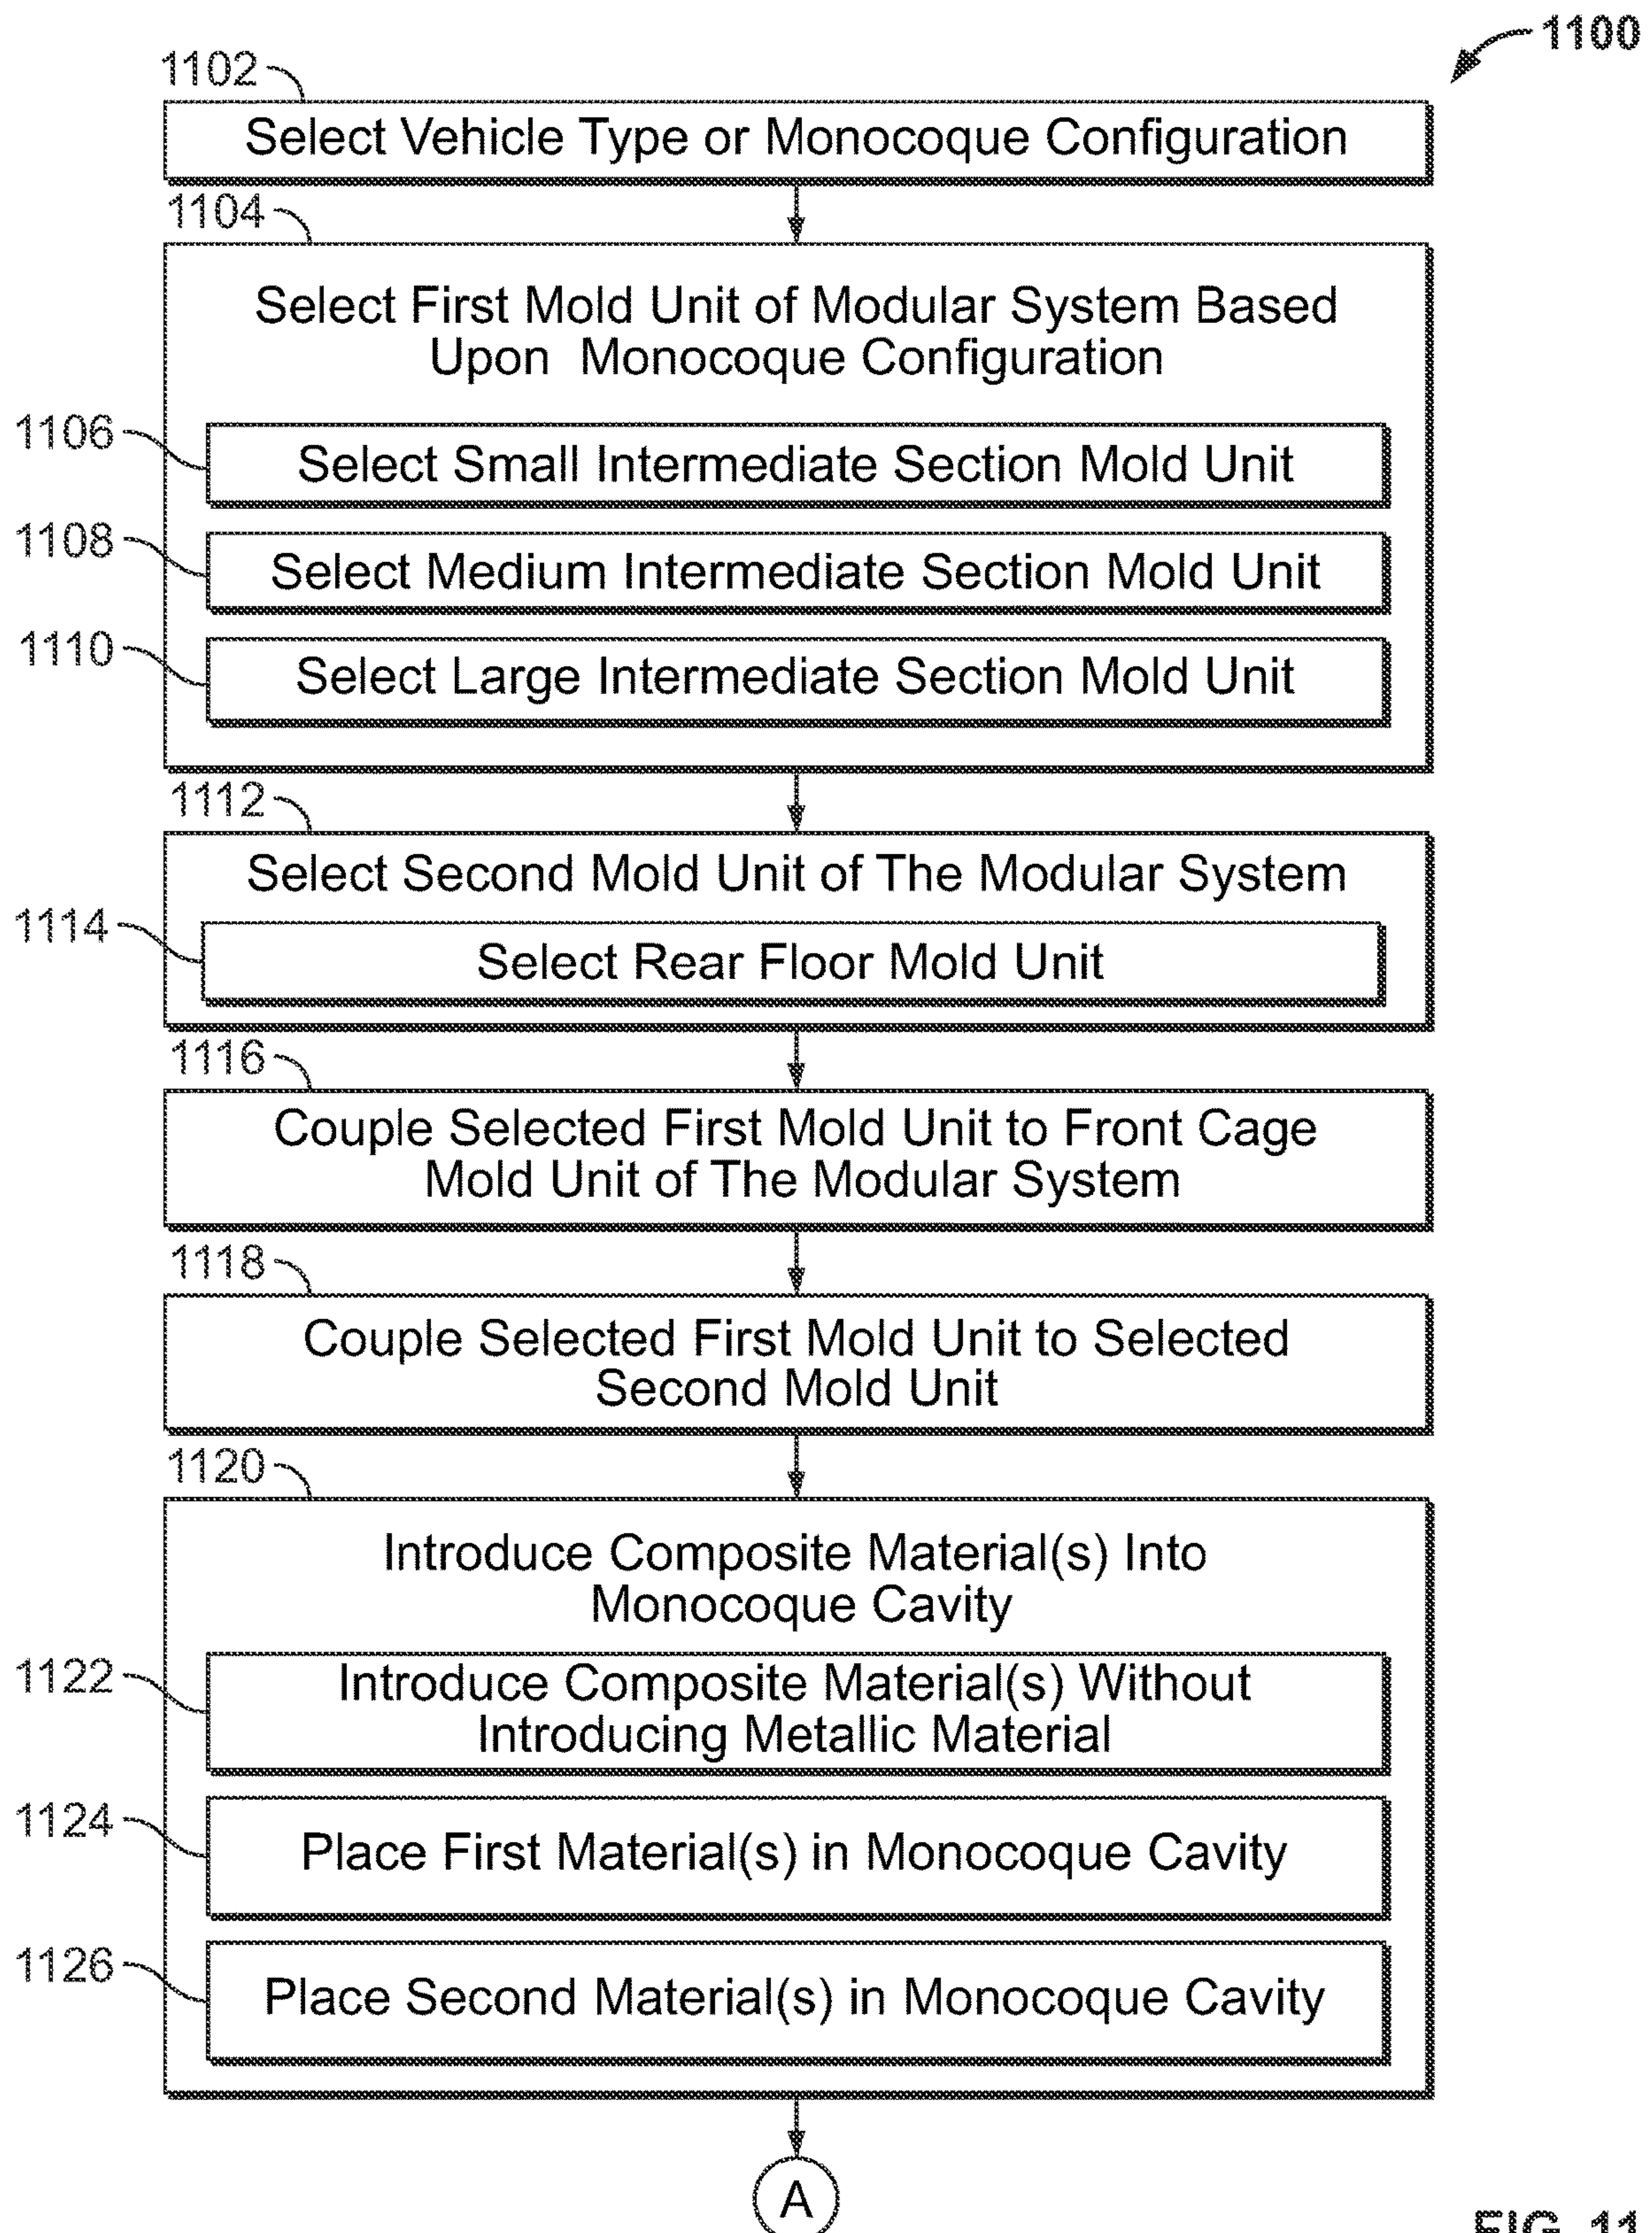 1100
1102
Select Vehicle Type or Monocoque Configuration
1104
Select First Mold Unit of Modular System Based
Upon Monocoque Configuration
1106
Select Small Intermediate Section Mold Unit
1108
Select Medium Intermediate Section Mold Unit
1110
Select Large Intermediate Section Mold Unit
1112
Select Second Mold Unit of The Modular System
1114
Select Rear Floor Mold Unit
1116
Couple Selected First Mold Unit to Front Cage
Mold Unit of The Modular System
1118
Couple Selected First Mold Unit to Selected
Second Mold Unit
1120
Introduce Composite Material(s) Into
Monocoque Cavity
1122
Introduce Composite Material(s) Without
Introducing Metallic Material
1124
Place First Material(s) in Monocoque Cavity
1126
Place Second Material(s) in Monocoque Cavity
A
FIG. 11